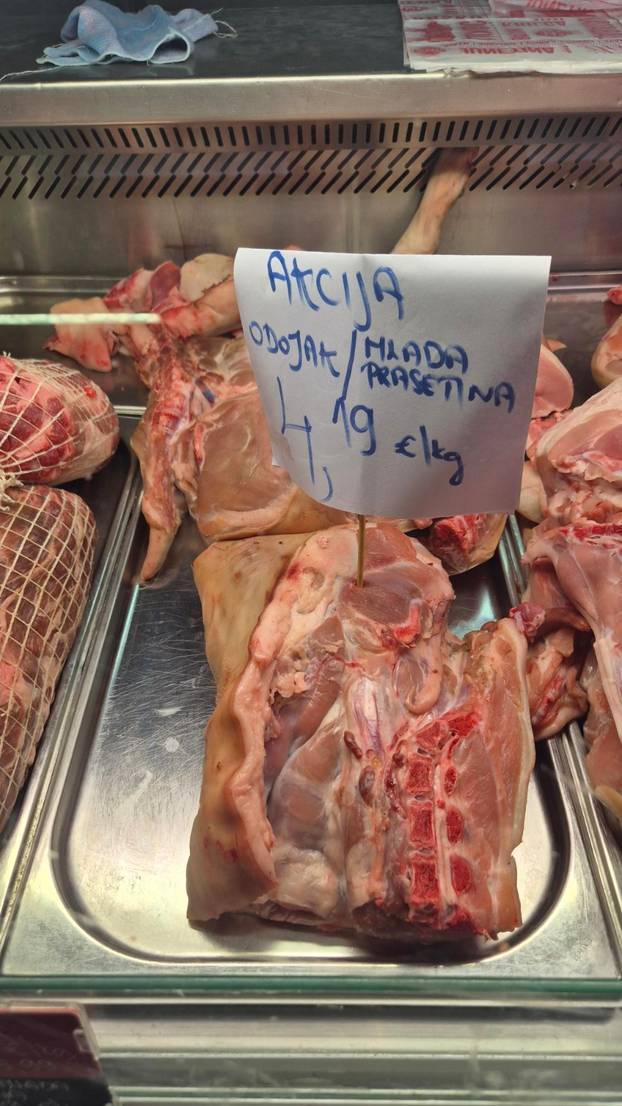 AKCIJA
ODOJAK/MLADA
PRASETINA
4,19 €/kg